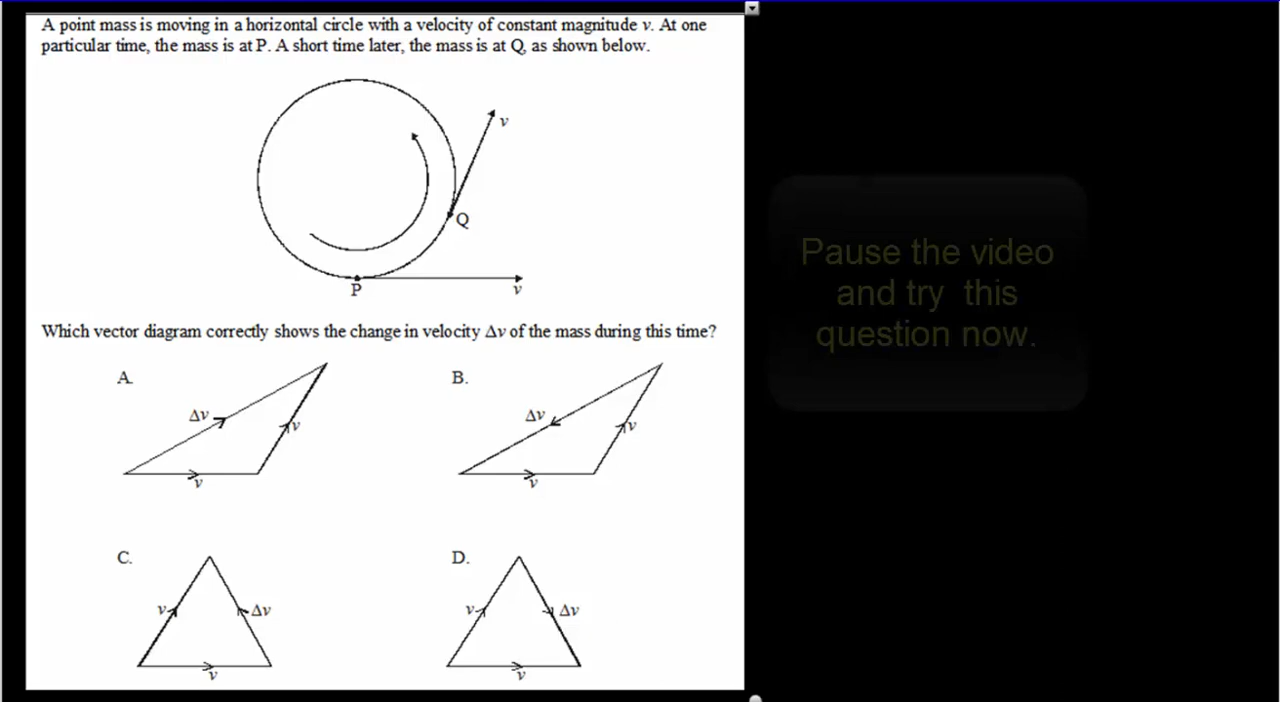 A point mass is moving in a horizontal circle with a velocity of constant magnitude v. At one
particular time, the mass is at P. A short time later, the mass is at Q, as shown below.
v
Q
P
v
Which vector diagram correctly shows the change in velocity Δv of the mass during this time?
A.
Δv
v
v
B.
Δv
v
v
C.
v
Δv
v
D.
v
Δv
v
Pause the video
and try this
question now.